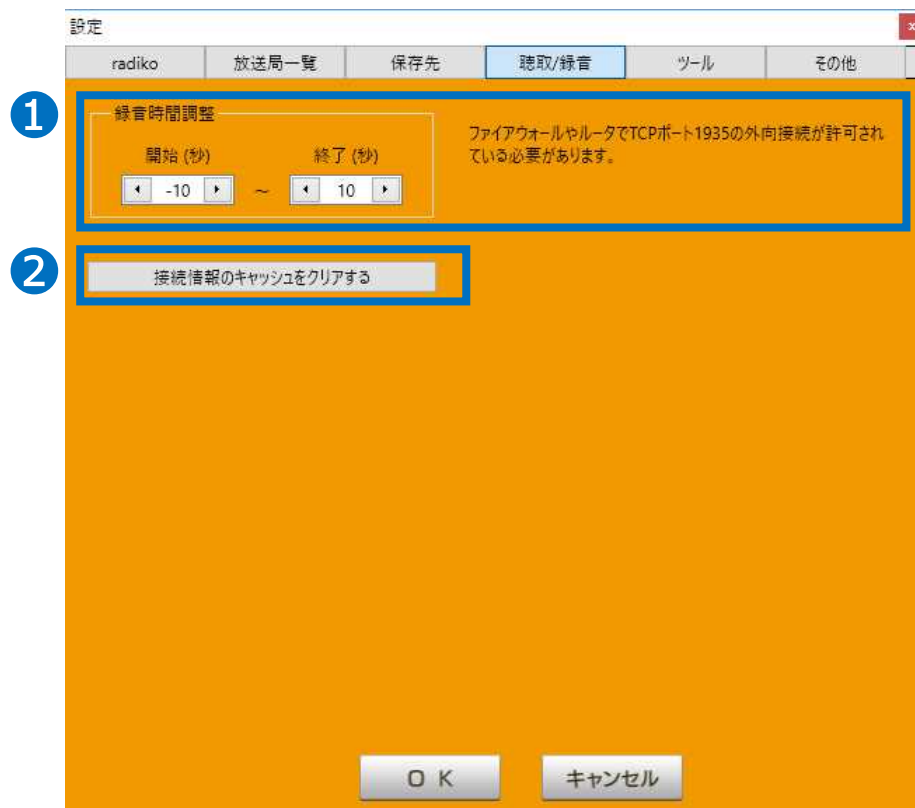 設定
x
radiko 放送局一覧 保存先 聴取/録音 ツール その他
1
録音時間調整
開始 (秒) 終了 (秒)
-10 ～ 10
ファイアウォールやルータでTCPポート1935の外向接続が許可され
ている必要があります。
2
接続情報のキャッシュをクリアする
ＯＫ キャンセル